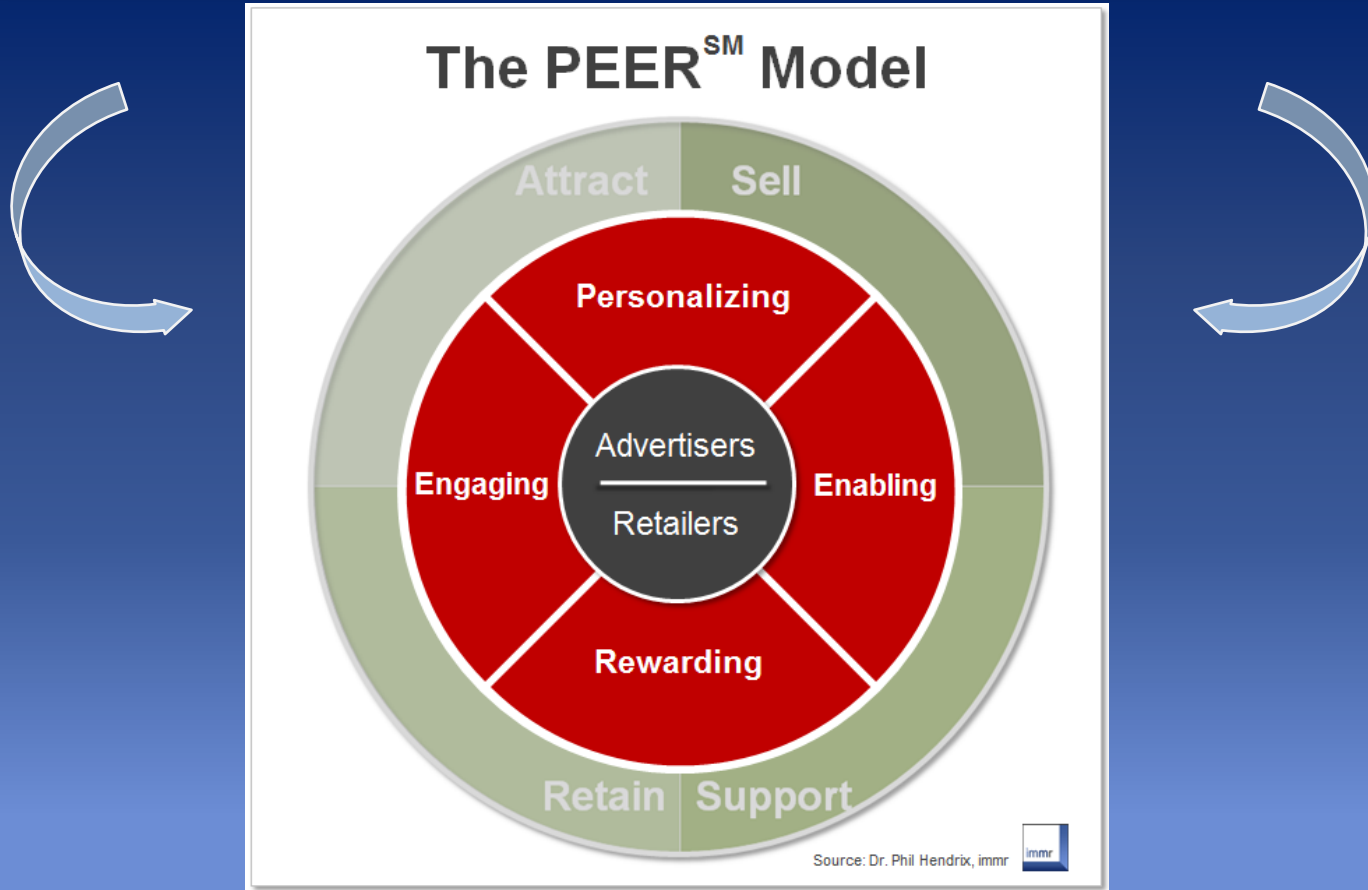 The PEER℠ Model
Attract
Sell
Personalizing
Advertisers
Engaging
Enabling
Retailers
Rewarding
Retain
Support
Source: Dr. Phil Hendrix, immr
immr